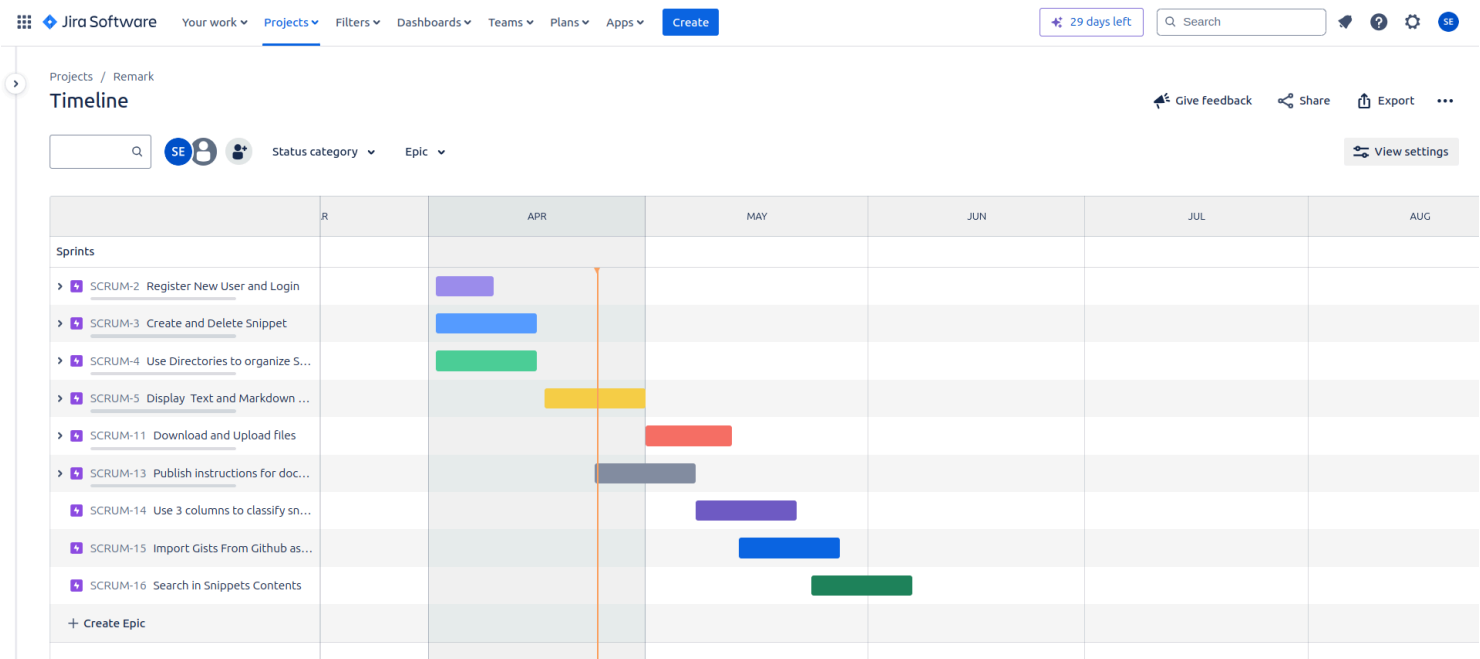 Jira Software Your work Projects Filters Dashboards Teams Plans Apps Create 29 days left Search SE
Projects / Remark
Timeline
Give feedback Share Export
SE Status category Epic View settings
R APR MAY JUN JUL AUG
Sprints
SCRUM-2 Register New User and Login
SCRUM-3 Create and Delete Snippet
SCRUM-4 Use Directories to organize S...
SCRUM-5 Display Text and Markdown ...
SCRUM-11 Download and Upload files
SCRUM-13 Publish instructions for doc...
SCRUM-14 Use 3 columns to classify sn...
SCRUM-15 Import Gists From Github as...
SCRUM-16 Search in Snippets Contents
+ Create Epic